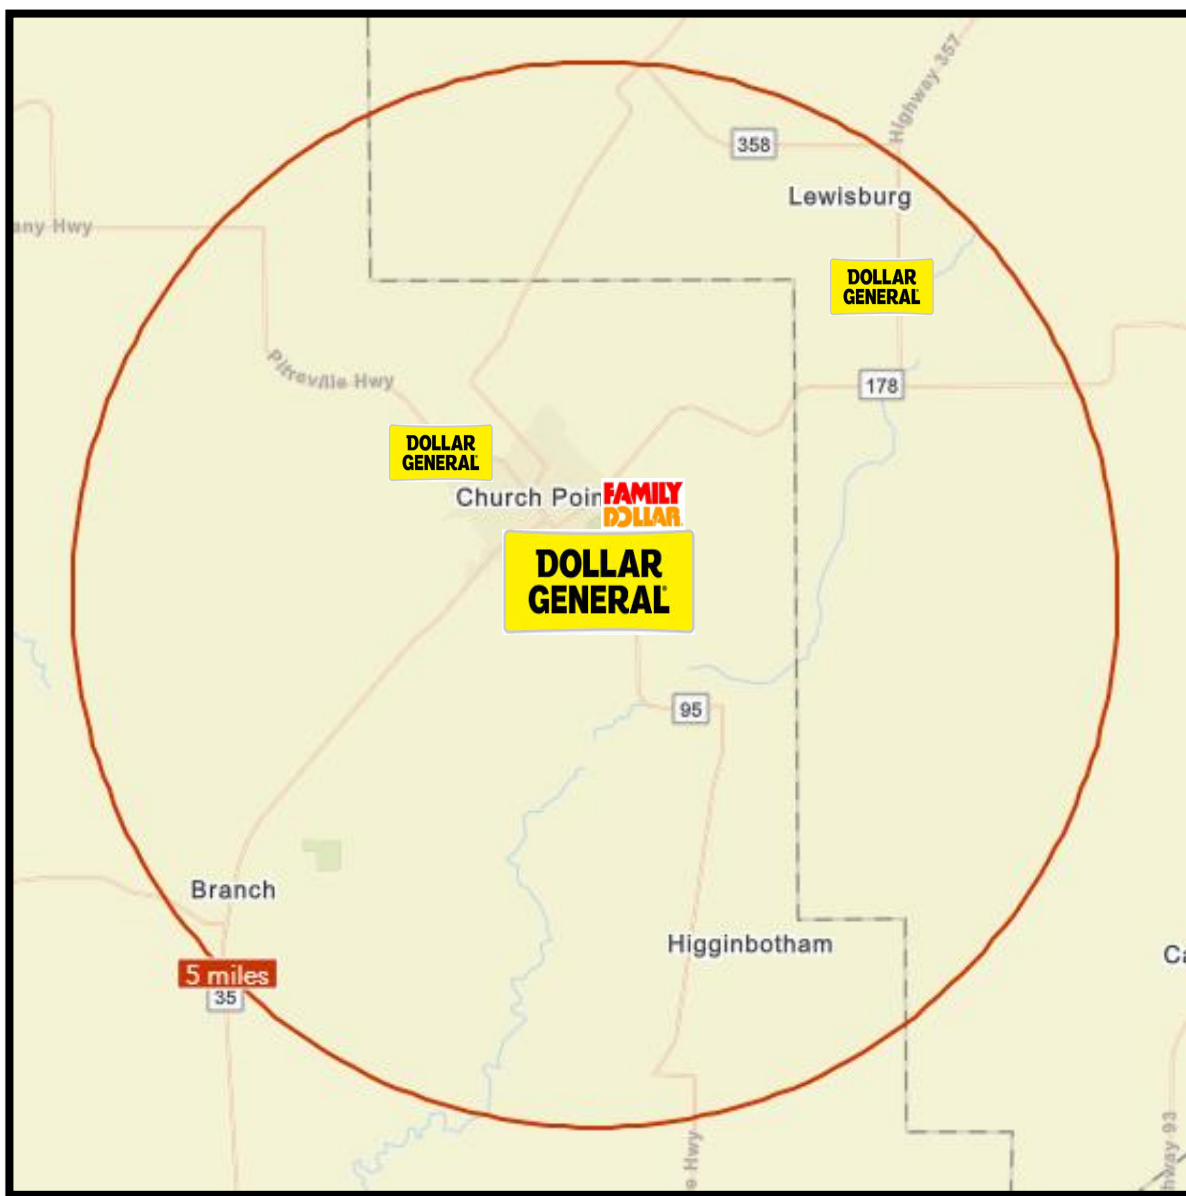 Highway 357
358
Lewisburg
any Hwy
DOLLAR
GENERAL
Pitreville Hwy
178
DOLLAR
GENERAL
Church Poin
FAMILY
DOLLAR
DOLLAR
GENERAL
95
Branch
Higginbotham
Ca
5 miles
35
e Hwy
hway 93